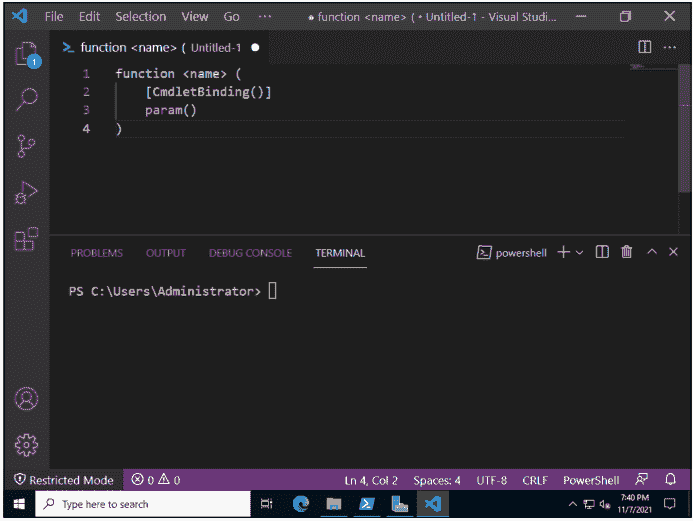 File Edit Selection View Go ··· ● function <name> ( • Untitled-1 - Visual Studi...
function <name> ( Untitled-1 ●
1 function <name> (
2 [CmdletBinding()]
3 param()
4 )
1
PROBLEMS OUTPUT DEBUG CONSOLE TERMINAL powershell
PS C:\Users\Administrator>
Restricted Mode 0 0 Ln 4, Col 2 Spaces: 4 UTF-8 CRLF PowerShell
Type here to search 7:40 PM
11/7/2021